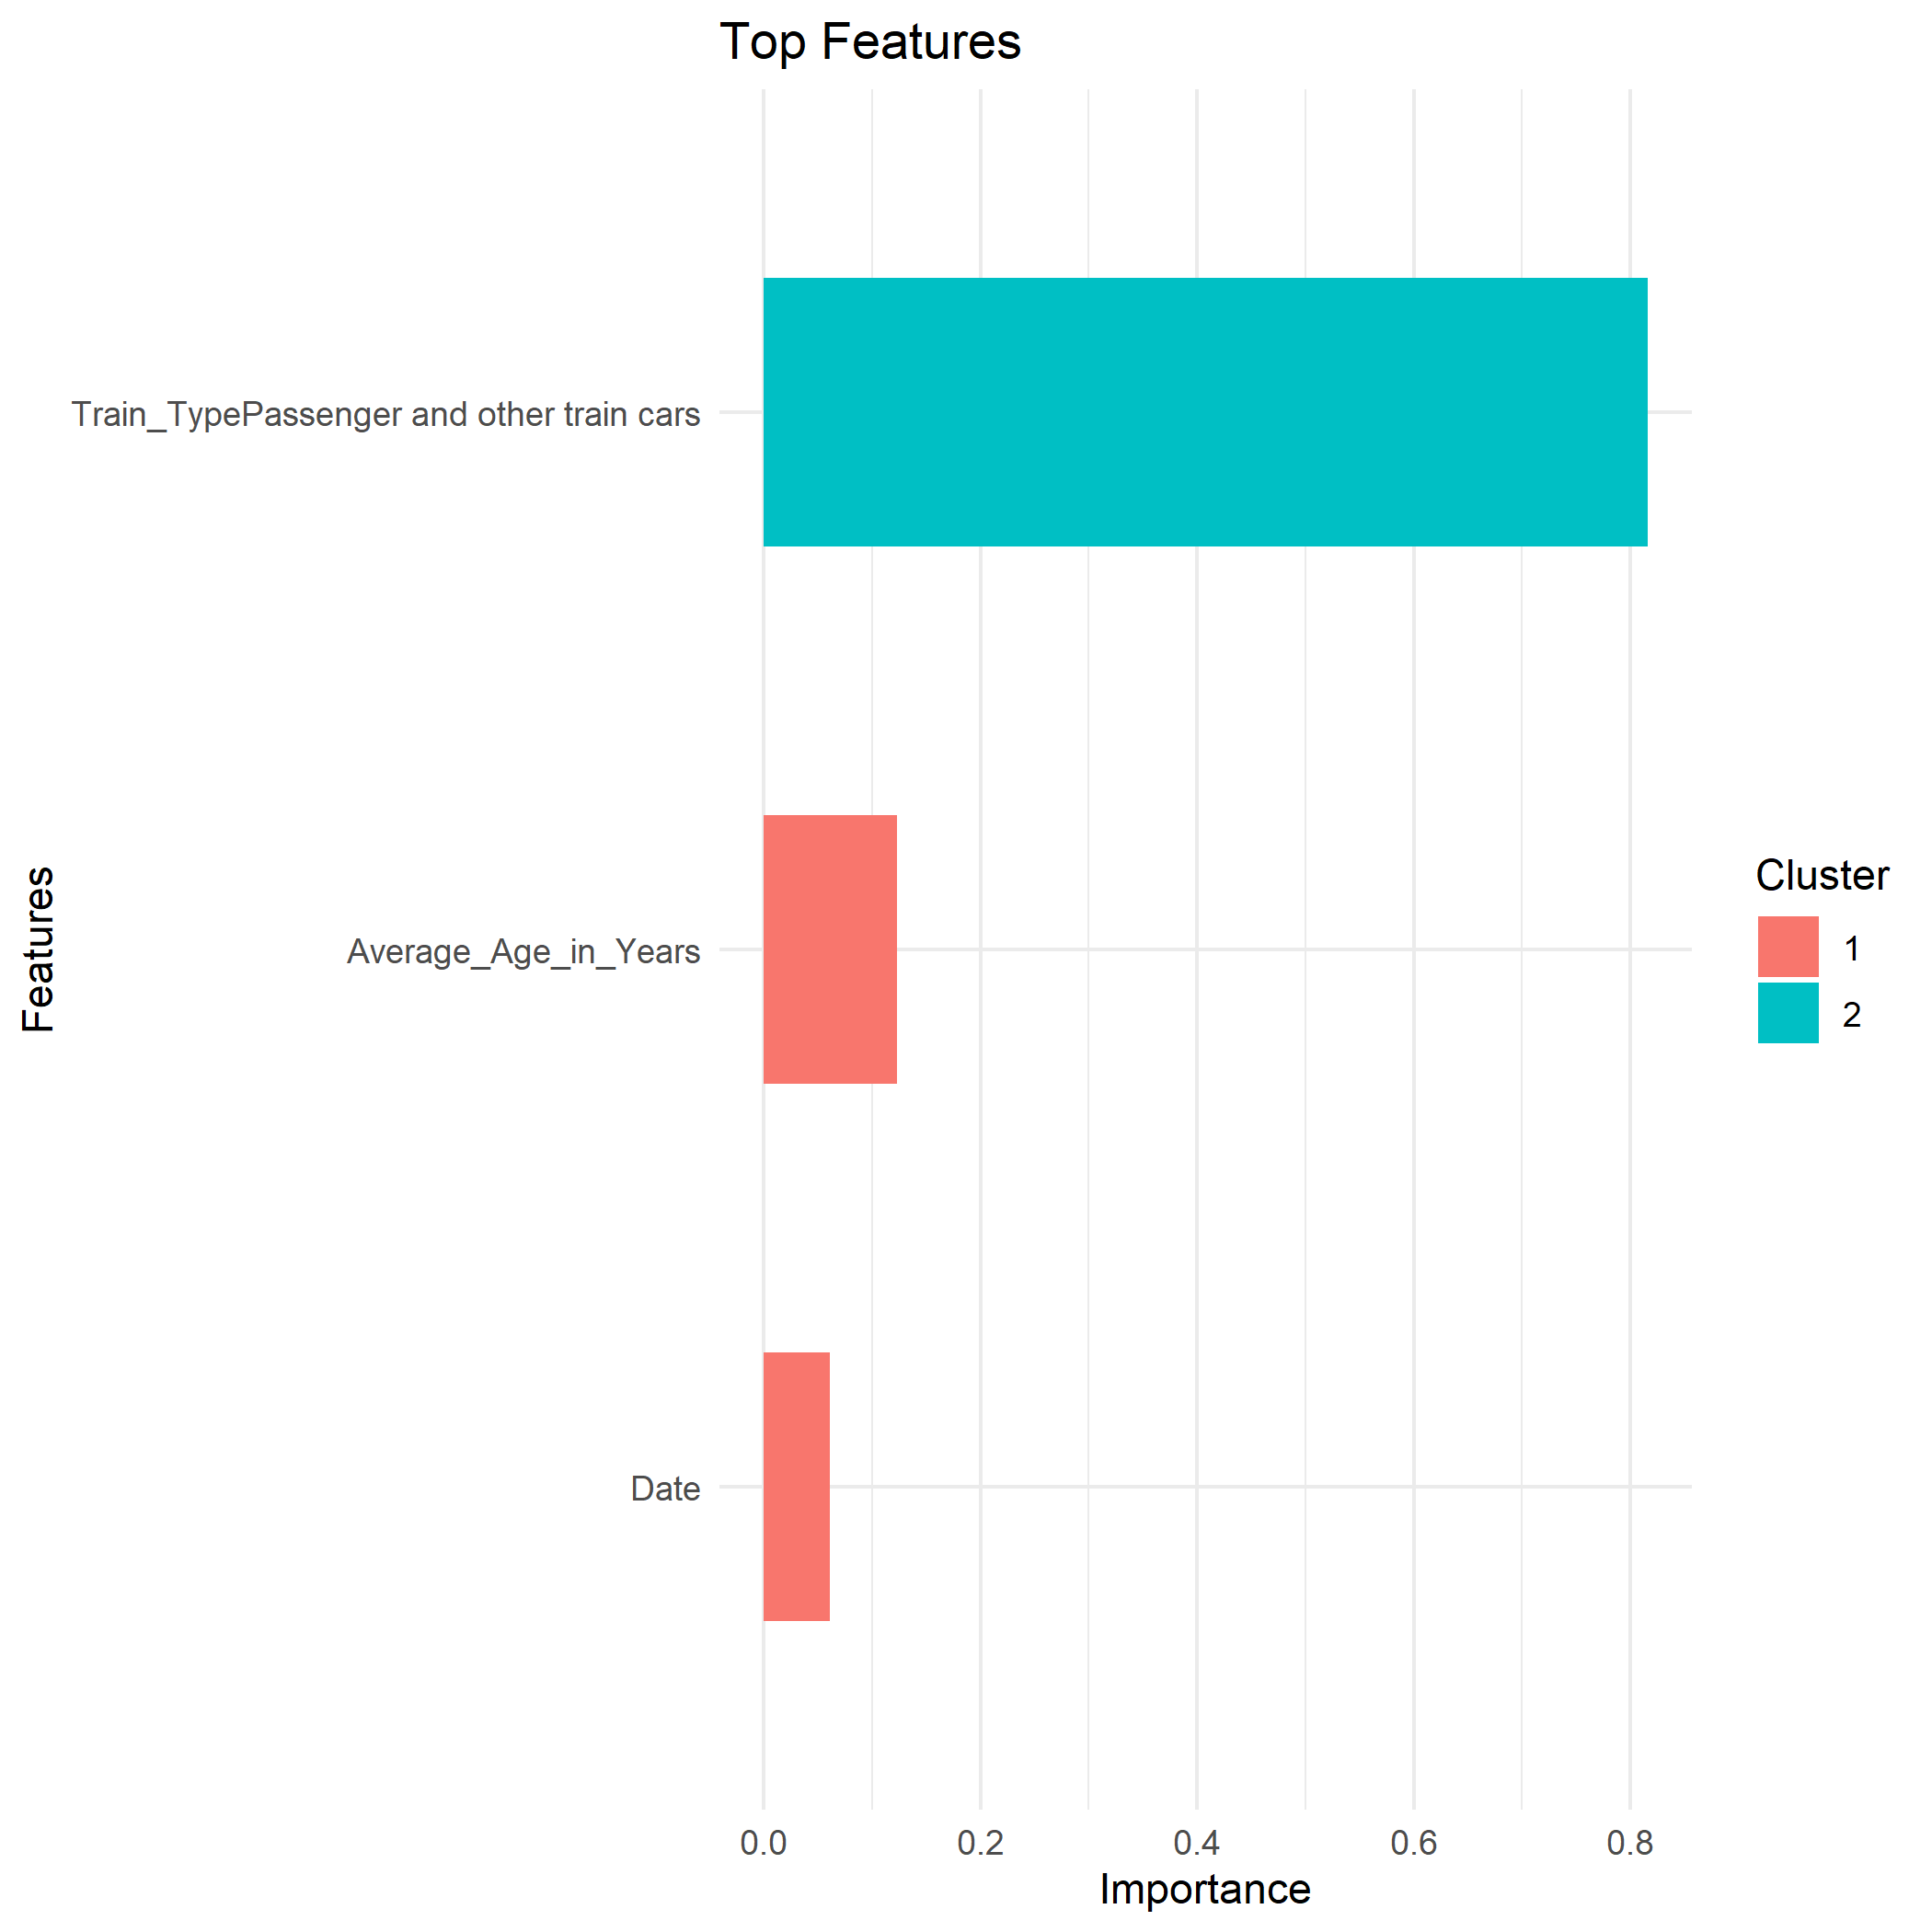 Top Features
Train_TypePassenger and other train cars
Average_Age_in_Years
Date
Features
0.0 0.2 0.4 0.6 0.8
Importance
Cluster
1
2